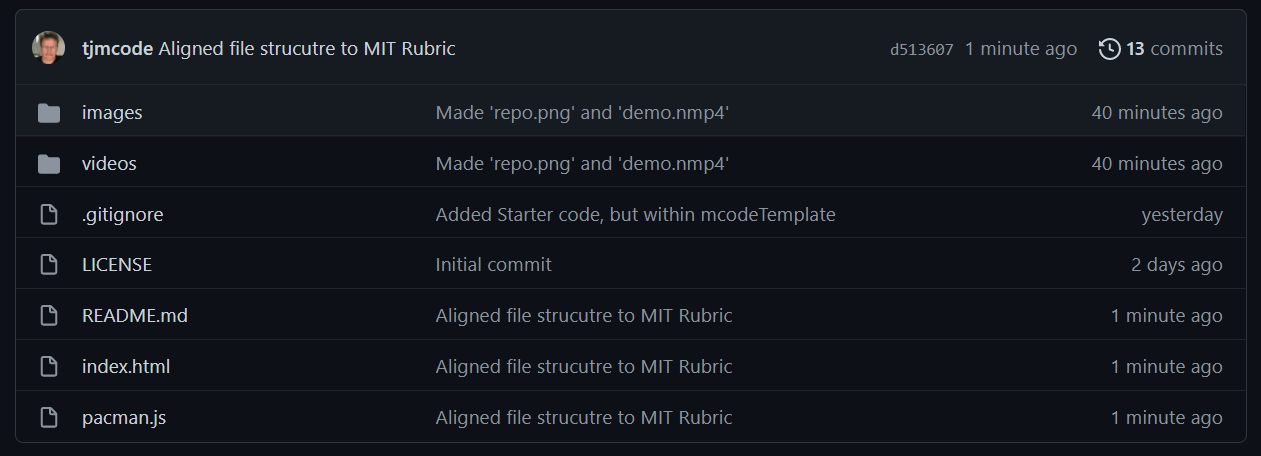 tjmcode Aligned file strucutre to MIT Rubric d513607 1 minute ago 13 commits
images Made 'repo.png' and 'demo.nmp4' 40 minutes ago
videos Made 'repo.png' and 'demo.nmp4' 40 minutes ago
.gitignore Added Starter code, but within mcodeTemplate yesterday
LICENSE Initial commit 2 days ago
README.md Aligned file strucutre to MIT Rubric 1 minute ago
index.html Aligned file strucutre to MIT Rubric 1 minute ago
pacman.js Aligned file strucutre to MIT Rubric 1 minute ago